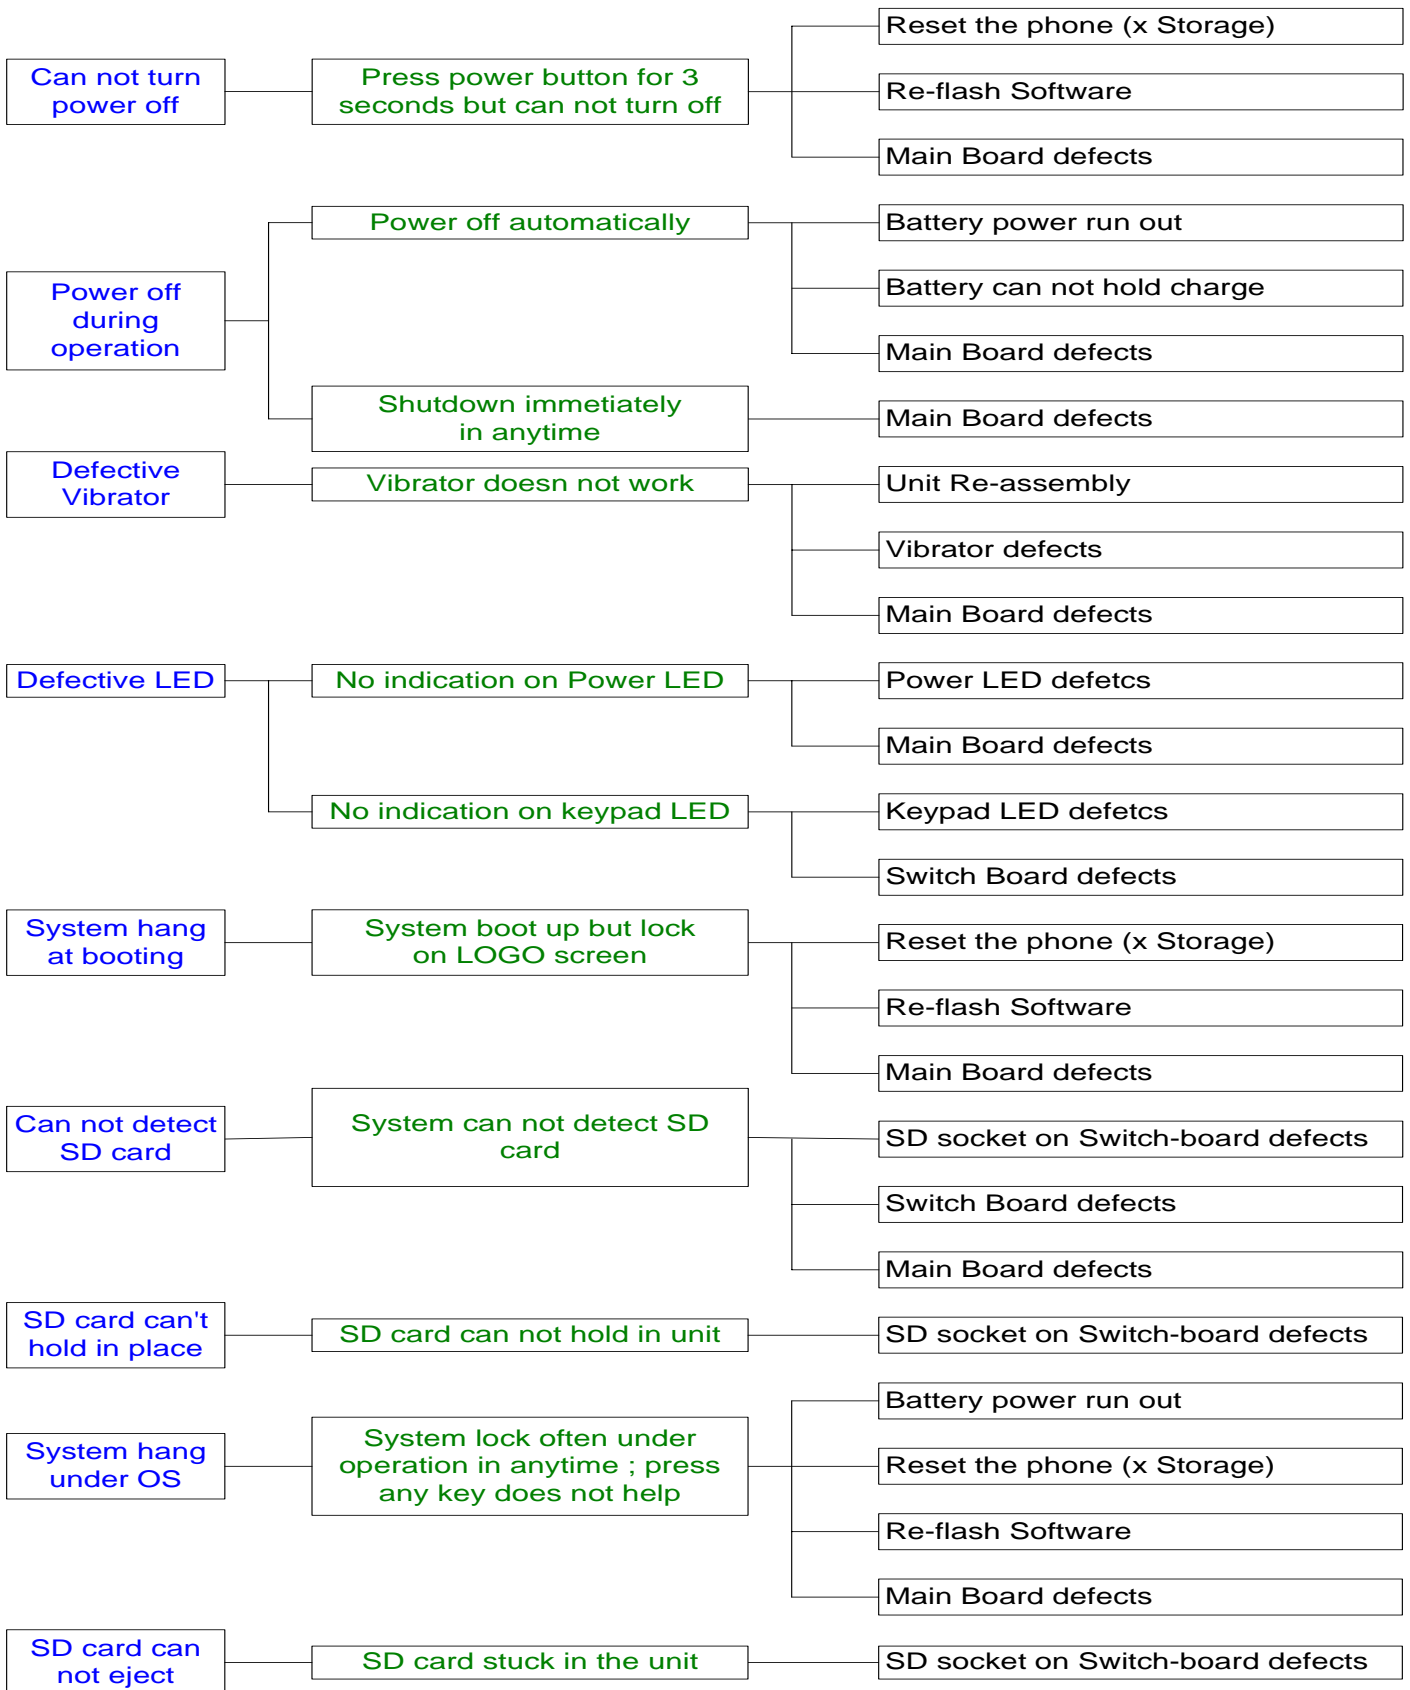 Can not turn
power off
Press power button for 3
seconds but can not turn off
Reset the phone (x Storage)
Re-flash Software
Main Board defects
Power off
during
operation
Power off automatically
Battery power run out
Battery can not hold charge
Main Board defects
Shutdown immetiately
in anytime
Main Board defects
Defective
Vibrator
Vibrator doesn not work
Unit Re-assembly
Vibrator defects
Main Board defects
Defective LED
No indication on Power LED
Power LED defetcs
Main Board defects
No indication on keypad LED
Keypad LED defetcs
Switch Board defects
System hang
at booting
System boot up but lock
on LOGO screen
Reset the phone (x Storage)
Re-flash Software
Main Board defects
Can not detect
SD card
System can not detect SD
card
SD socket on Switch-board defects
Switch Board defects
Main Board defects
SD card can't
hold in place
SD card can not hold in unit
SD socket on Switch-board defects
System hang
under OS
System lock often under
operation in anytime ; press
any key does not help
Battery power run out
Reset the phone (x Storage)
Re-flash Software
Main Board defects
SD card can
not eject
SD card stuck in the unit
SD socket on Switch-board defects